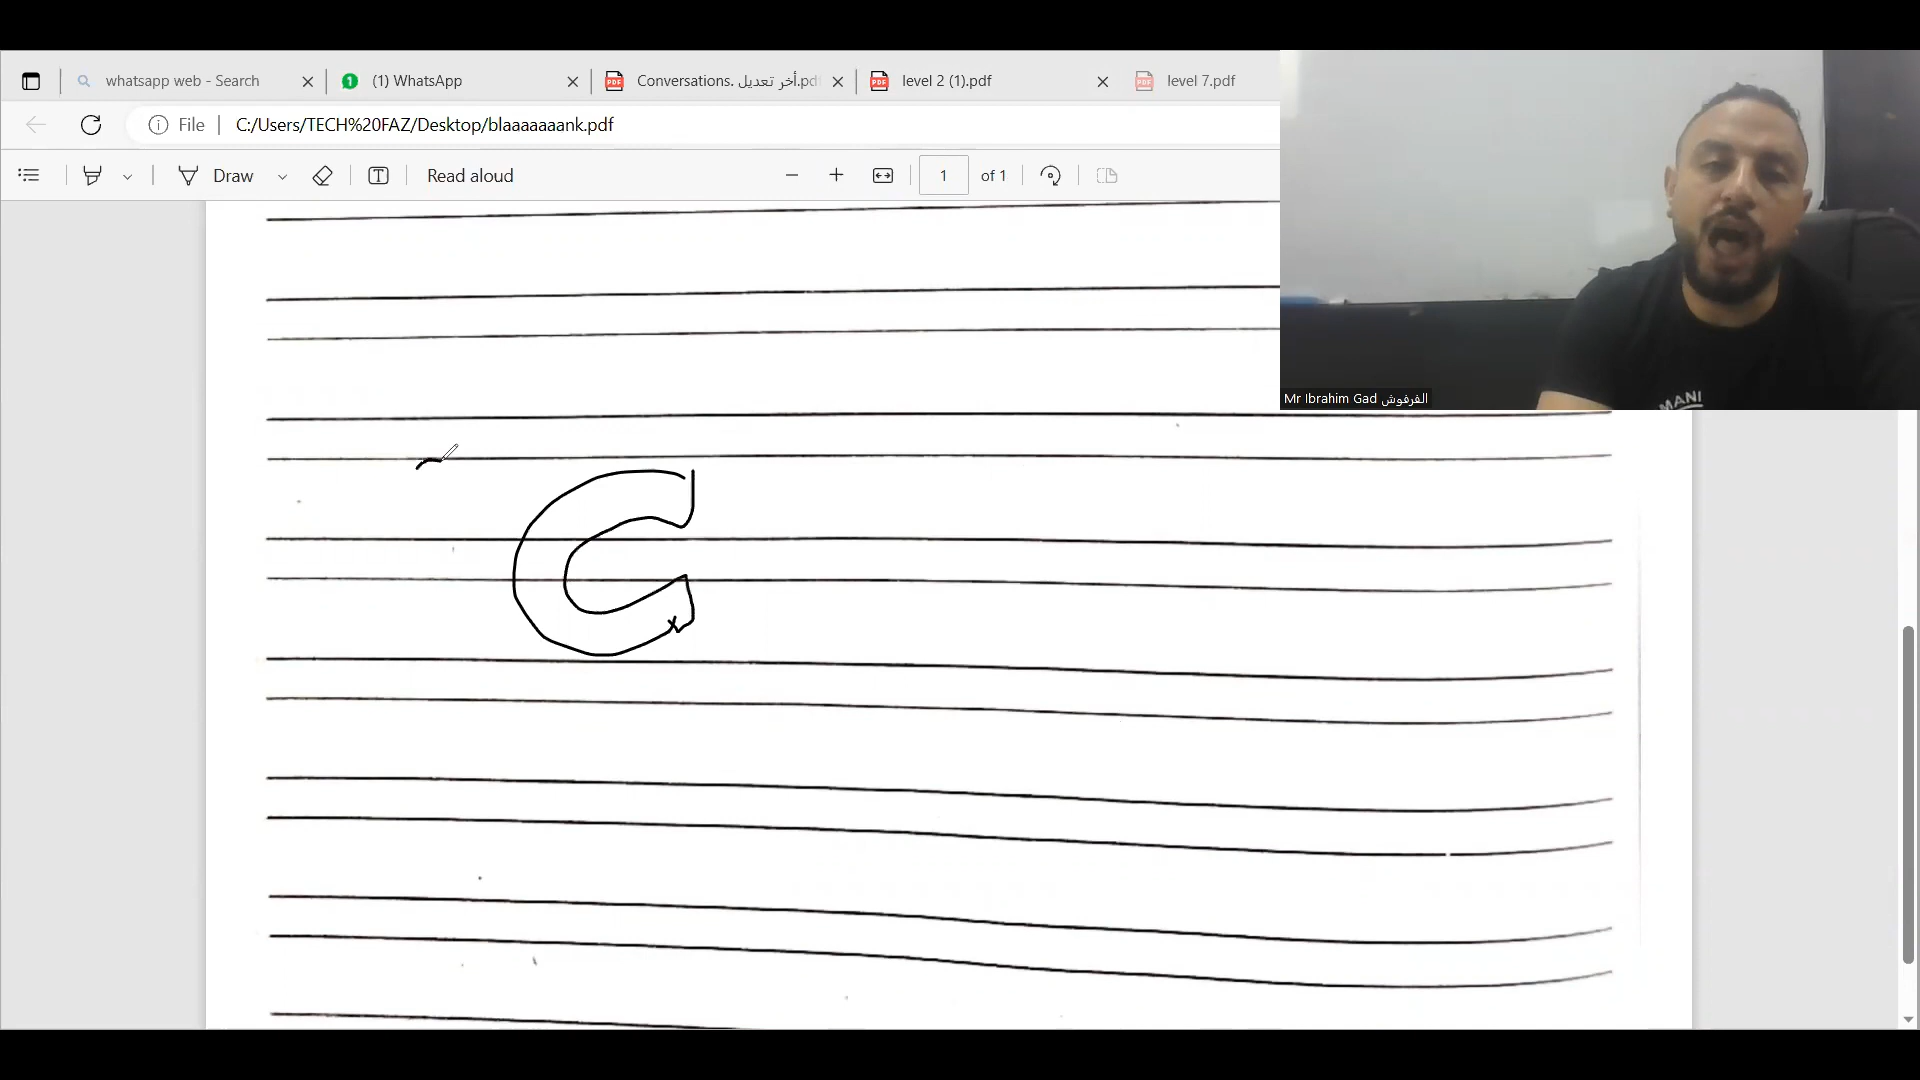 whatsapp web - Search
(1) WhatsApp
Conversations. أخر تعديل.pd
level 2 (1).pdf
level 7.pdf
File
C:/Users/TECH%20FAZ/Desktop/blaaaaaaank.pdf
Draw
Read aloud
1
of 1
MANI
Mr Ibrahim Gad الفرفوش
C